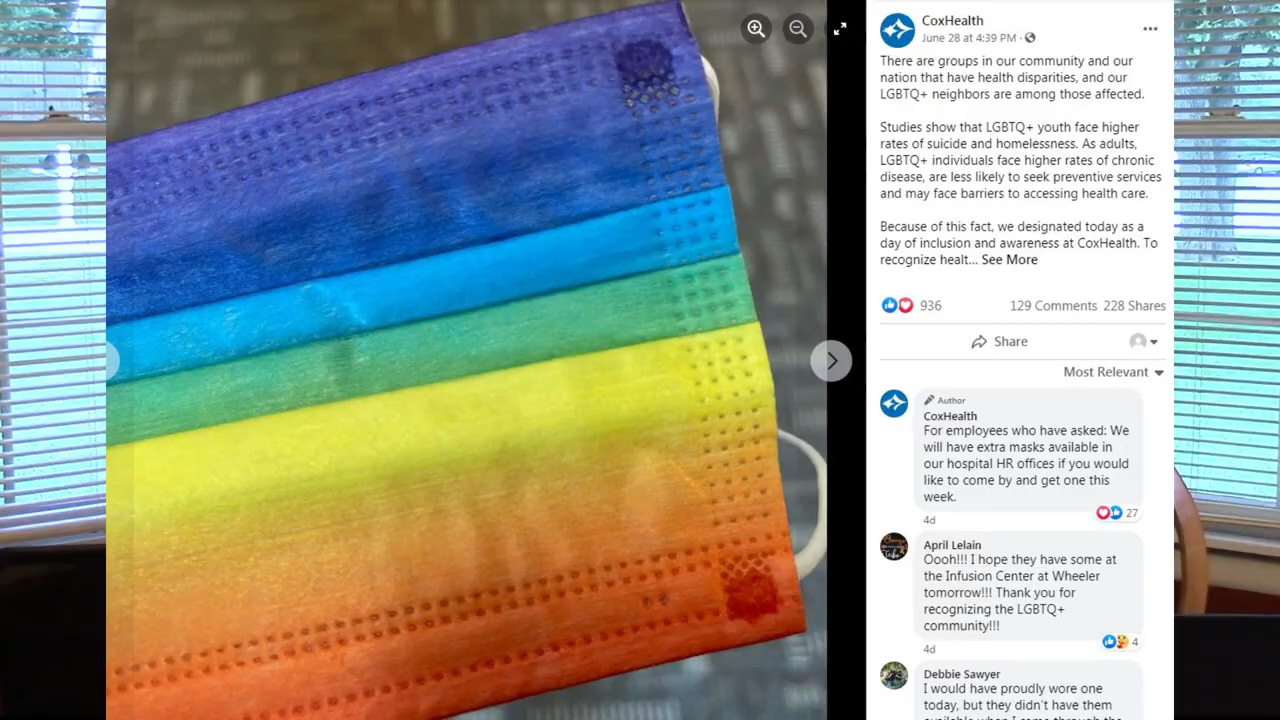 CoxHealth
June 28 at 4:39 PM ·
There are groups in our community and our
nation that have health disparities, and our
LGBTQ+ neighbors are among those affected.
Studies show that LGBTQ+ youth face higher
rates of suicide and homelessness. As adults,
LGBTQ+ individuals face higher rates of chronic
disease, are less likely to seek preventive services
and may face barriers to accessing health care.
Because of this fact, we designated today as a
day of inclusion and awareness at CoxHealth. To
recognize healt... See More
936 129 Comments 228 Shares
Share
Most Relevant
Author
CoxHealth
For employees who have asked: We
will have extra masks available in
our hospital HR offices if you would
like to come by and get one this
week.
27
4d
April Lelain
Oooh!!! I hope they have some at
the Infusion Center at Wheeler
tomorrow!!! Thank you for
recognizing the LGBTQ+
community!!!
4
4d
Debbie Sawyer
I would have proudly wore one
today, but they didn't have them
available when I came through the